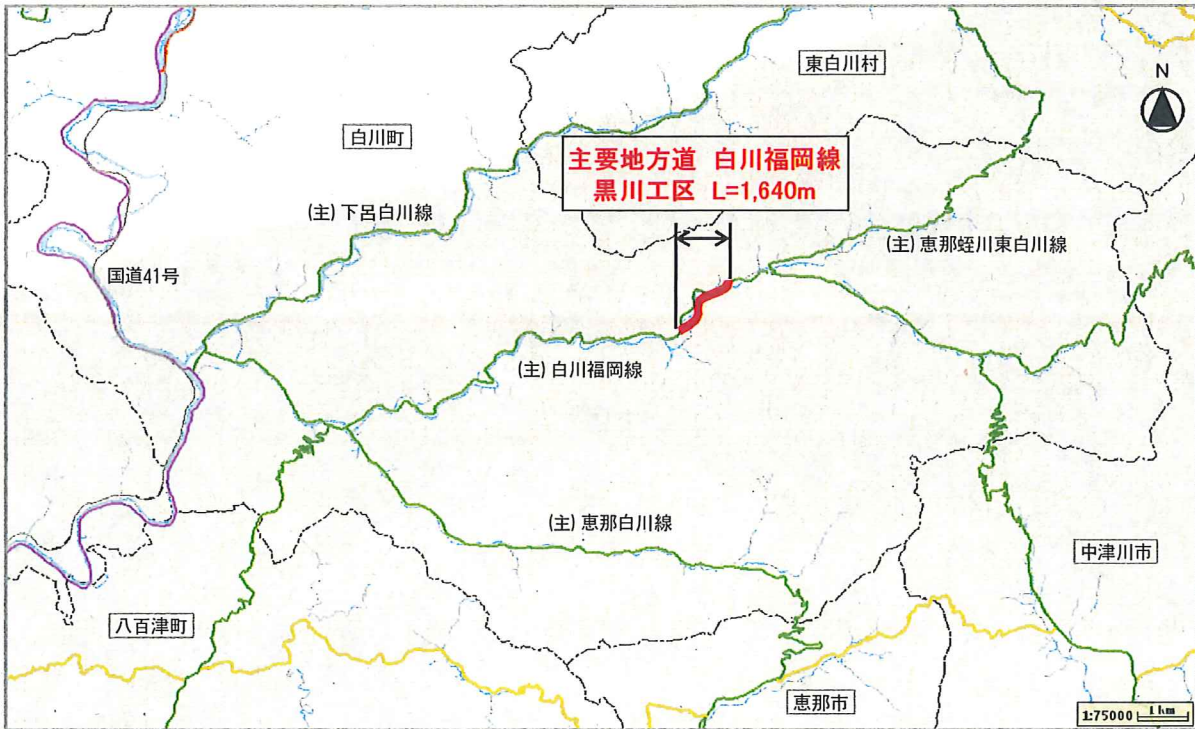 東白川村
N
白川町
主要地方道 白川福岡線
黒川工区 L=1,640m
(主) 下呂白川線
(主) 恵那蛭川東白川線
国道41号
(主) 白川福岡線
(主) 恵那白川線
中津川市
八百津町
恵那市
1:75000 1 km